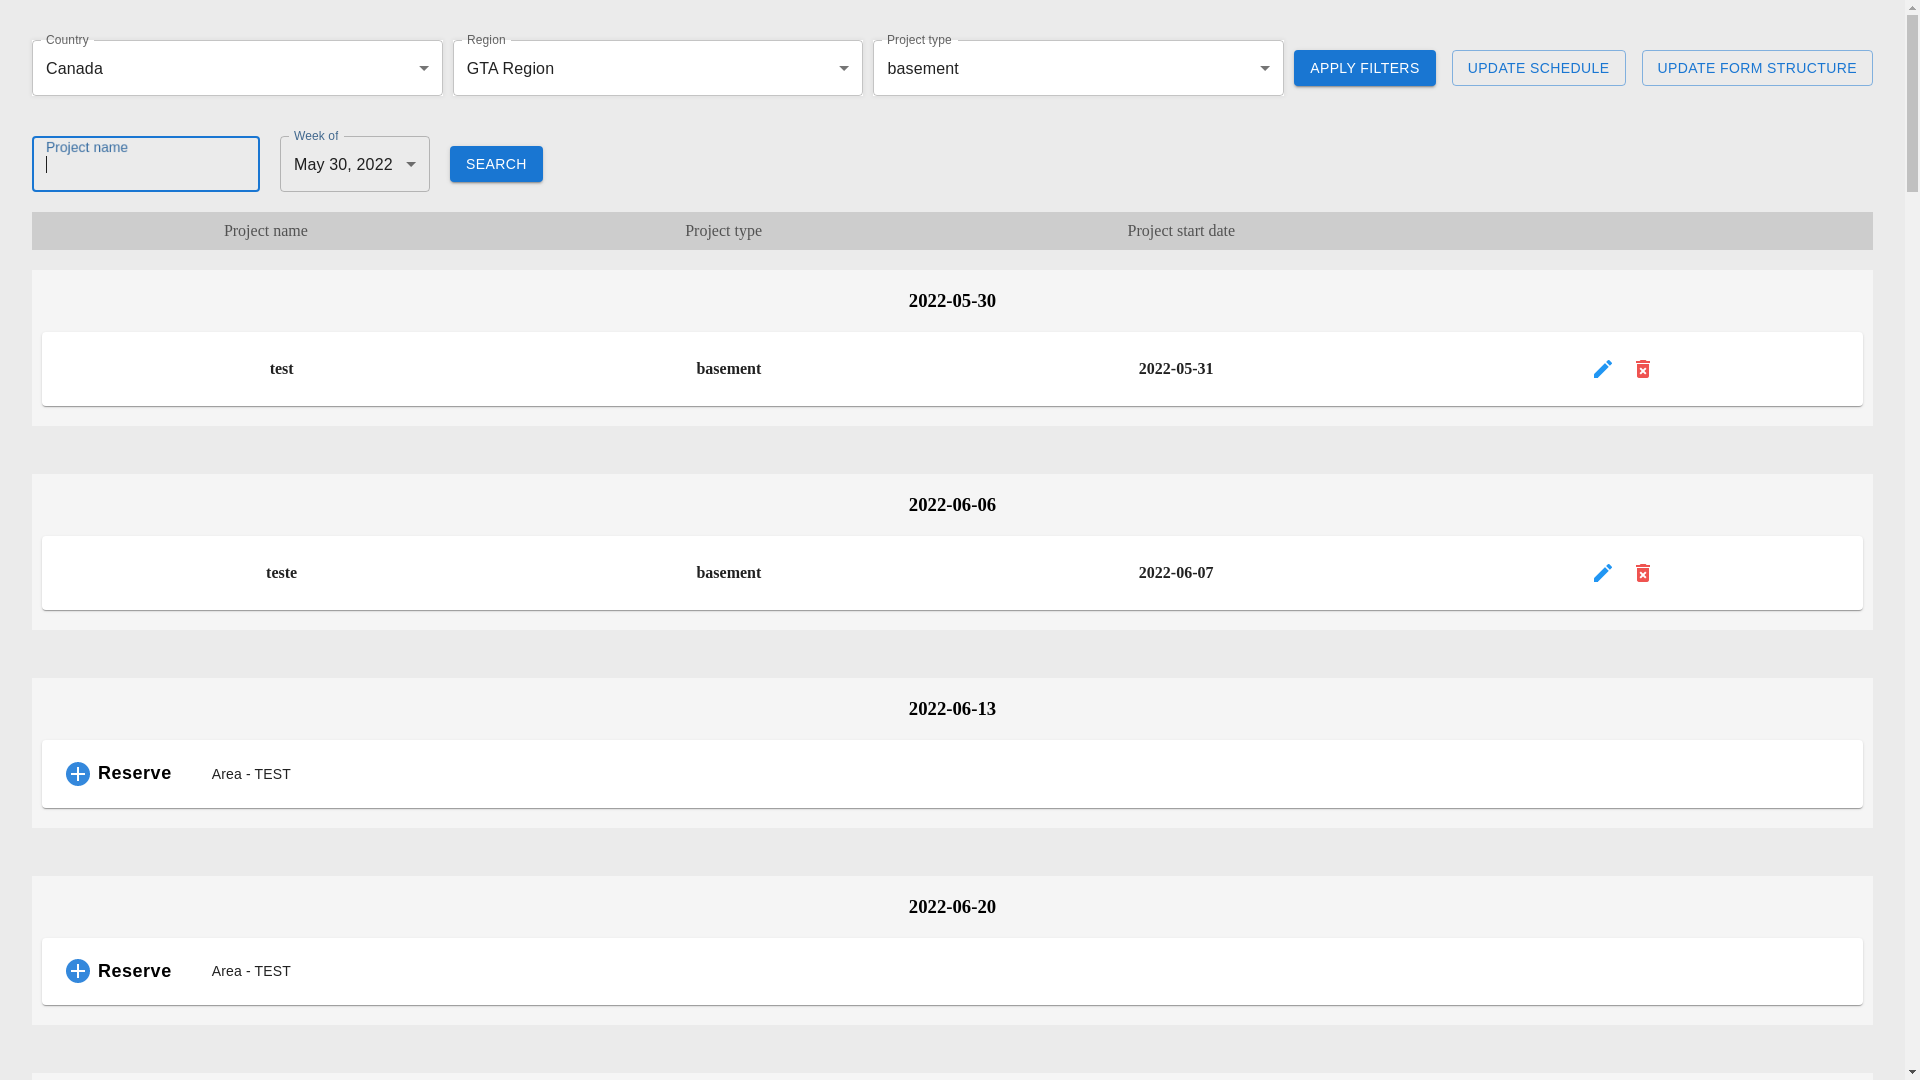 Country
Canada
Region
GTA Region
Project type
basement
APPLY FILTERS
UPDATE SCHEDULE
UPDATE FORM STRUCTURE
Project name
Week of
May 30, 2022
SEARCH
Project name
Project type
Project start date
2022-05-30
test
basement
2022-05-31
2022-06-06
teste
basement
2022-06-07
2022-06-13
Reserve
Area - TEST
2022-06-20
Reserve
Area - TEST